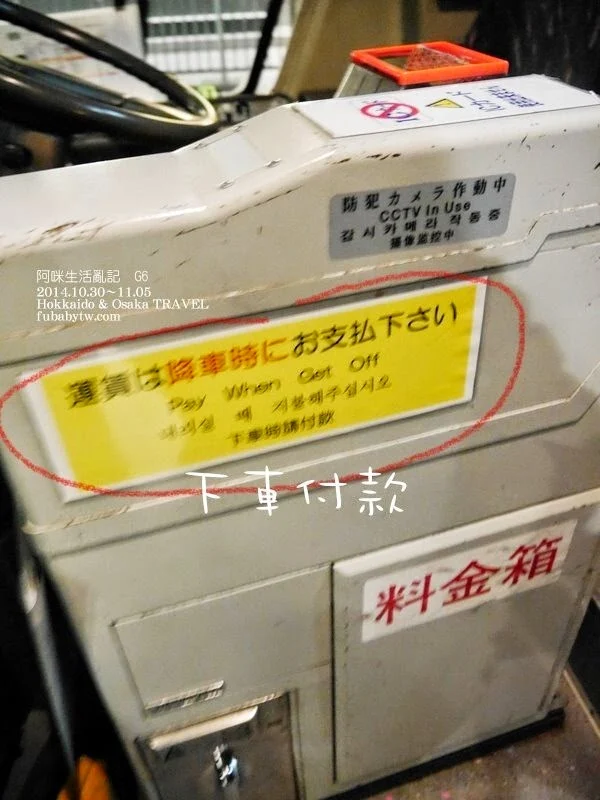 防犯カメラ作動中
CCTV In Use
감시카메라 작동중
攝像監控中
阿咪生活亂記 G6
2014.10.30~11.05
Hokkaido & Osaka TRAVEL
fubabytw.com
運賃は降車時にお支払下さい
Pay When Get Off
내리실 때 지불해주십시오
下車時請付款
下車付款
料金箱